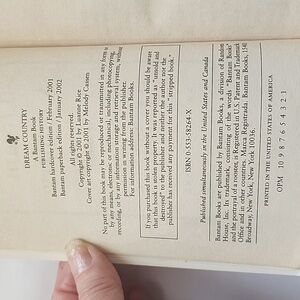 DREAM COUNTRY
A Bantam Book
PUBLISHING HISTORY
Bantam hardcover edition / February 2001
Bantam paperback edition / January 2002
All rights reserved.
Copyright © 2001 by Luanne Rice
Cover art copyright © 2001 by Melody Cassen
No part of this book may be reproduced or transmitted in any form or
by any means, electronic or mechanical, including photocopying,
recording, or by any information storage and retrieval system, without
permission in writing from the publisher.
For information address: Bantam Books.
If you purchased this book without a cover you should be aware
that this book is stolen property. It was reported as "unsold and
destroyed" to the publisher and neither the author nor the
publisher has received any payment for this "stripped book."
ISBN 0-553-58264-X
Published simultaneously in the United States and Canada
Bantam Books are published by Bantam Books, a division of Random
House, Inc. Its trademark, consisting of the words "Bantam Books"
and the portrayal of a rooster, is Registered in U.S. Patent and Trademark
Office and in other countries. Marca Registrada. Bantam Books, 1540
Broadway, New York, New York 10036.
PRINTED IN THE UNITED STATES OF AMERICA
OPM 10 9 8 7 6 5 4 3 2 1